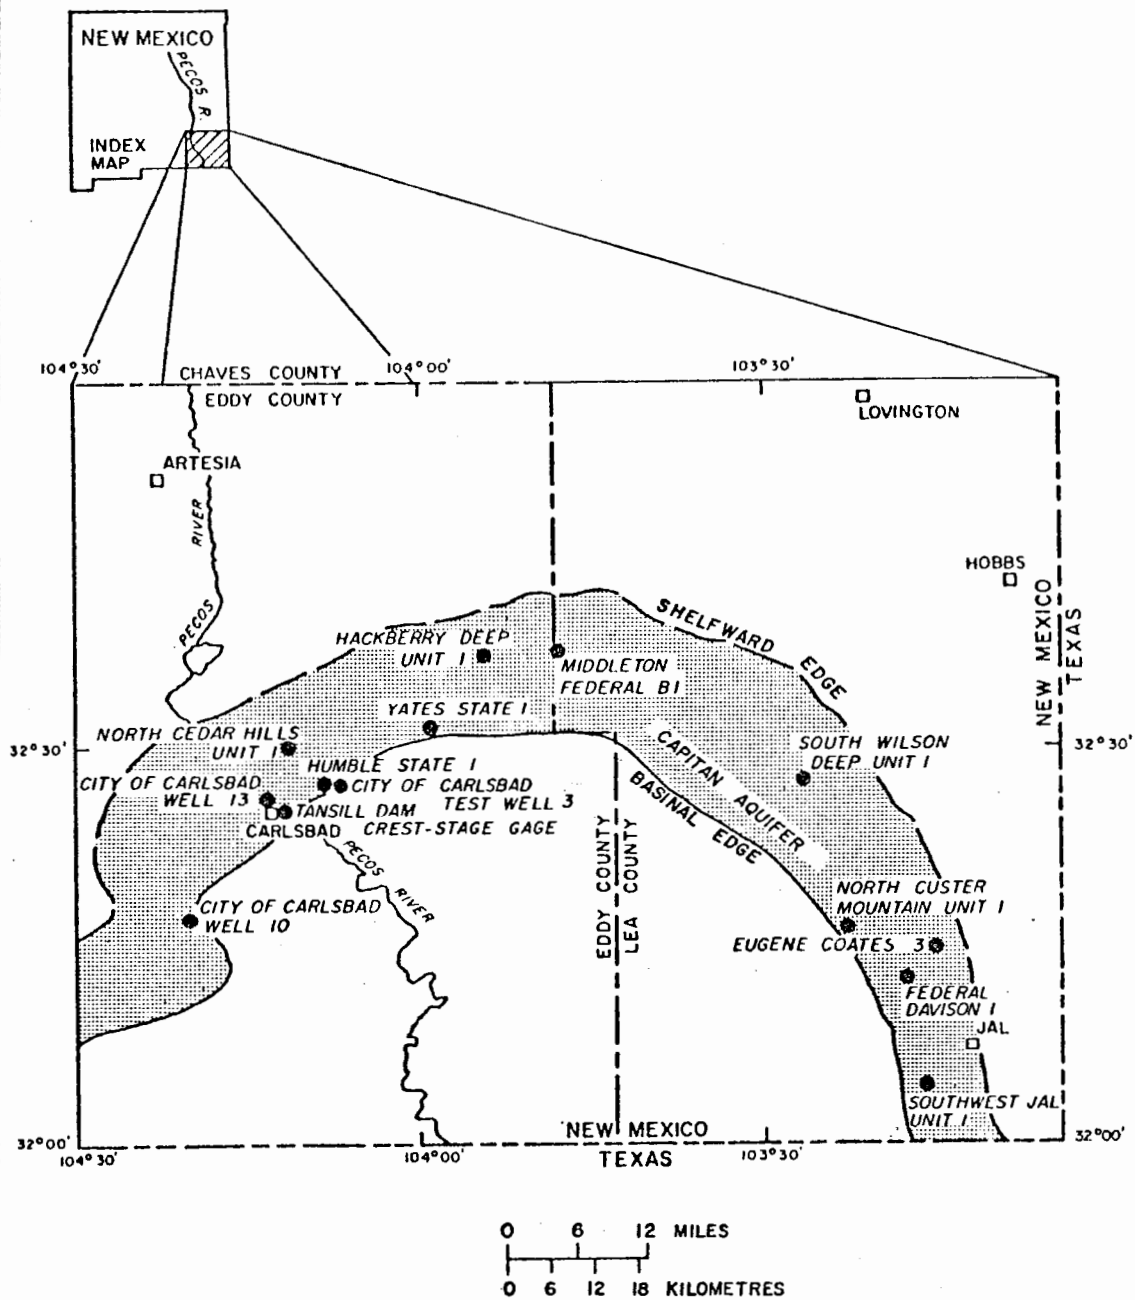 NEW MEXICO
PECOS R.
INDEX
MAP
104°30'
104°00'
103°30'
CHAVES COUNTY
EDDY COUNTY
LOVINGTON
ARTESIA
RIVER
PECOS
HOBBS
NEW MEXICO
TEXAS
SHELFWARD EDGE
HACKBERRY DEEP
UNIT 1
MIDDLETON
FEDERAL B1
YATES STATE 1
NORTH CEDAR HILLS
UNIT 1
32°30'
32°30'
HUMBLE STATE 1
CITY OF CARLSBAD
WELL 13
CITY OF CARLSBAD
TEST WELL 3
TANSILL DAM
CREST-STAGE GAGE
CARLSBAD
CAPITAN AQUIFER
BASINAL EDGE
SOUTH WILSON
DEEP UNIT 1
PECOS RIVER
CITY OF CARLSBAD
WELL 10
EDDY COUNTY
LEA COUNTY
NORTH CUSTER
MOUNTAIN UNIT 1
EUGENE COATES 3
FEDERAL
DAVISON 1
JAL
SOUTHWEST JAL
UNIT 1
32°00'
NEW MEXICO
TEXAS
32°00'
104°30'
104°00'
103°30'
0 6 12 MILES
0 6 12 18 KILOMETRES